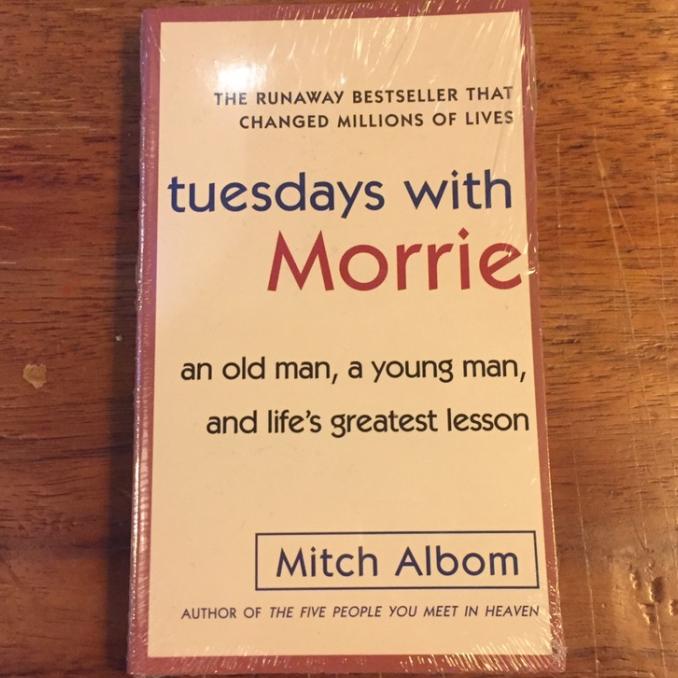 THE RUNAWAY BESTSELLER THAT
CHANGED MILLIONS OF LIVES
tuesdays with
Morrie
an old man, a young man,
and life's greatest lesson
Mitch Albom
AUTHOR OF THE FIVE PEOPLE YOU MEET IN HEAVEN